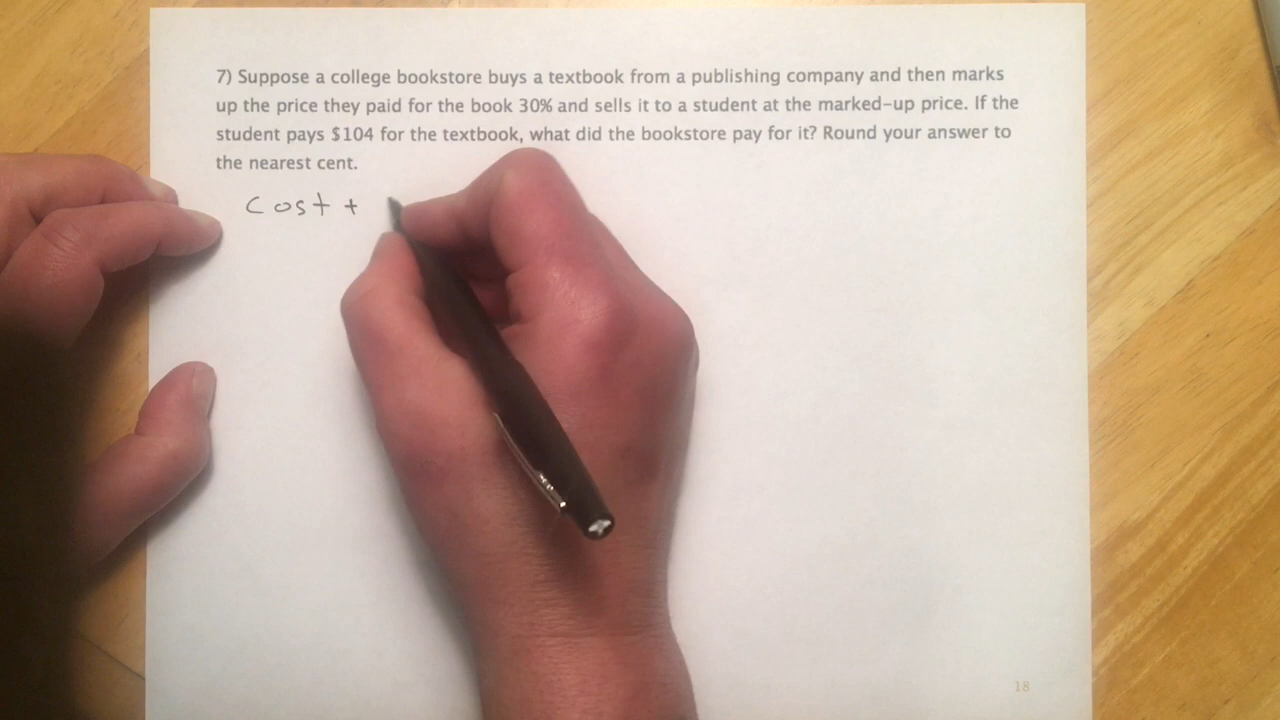 7) Suppose a college bookstore buys a textbook from a publishing company and then marks
up the price they paid for the book 30% and sells it to a student at the marked-up price. If the
student pays $104 for the textbook, what did the bookstore pay for it? Round your answer to
the nearest cent.
cost +
18